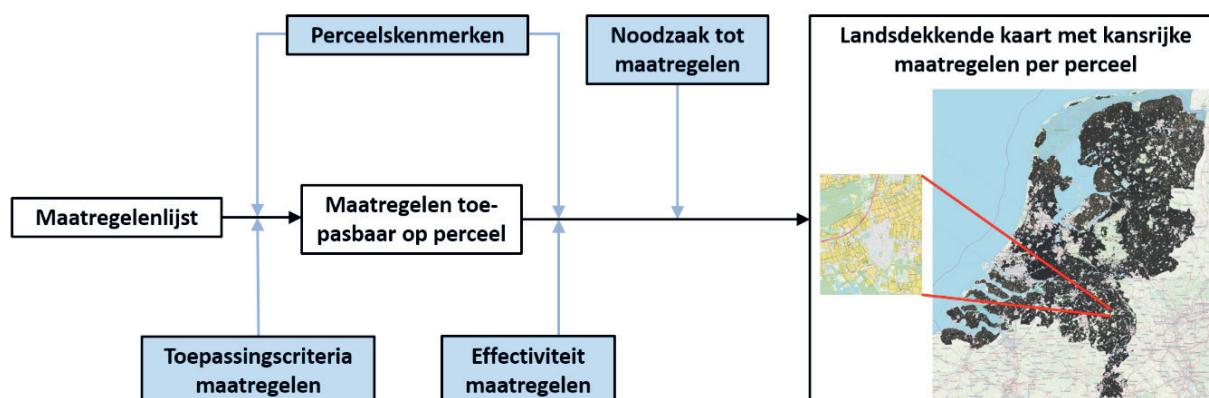 Perceelskenmerken
Noodzaak tot
maatregelen
Landsdekkende kaart met kansrijke
maatregelen per perceel
Maatregelenlijst
Maatregelen toe-
pasbaar op perceel
Toepassingscriteria
maatregelen
Effectiviteit
maatregelen